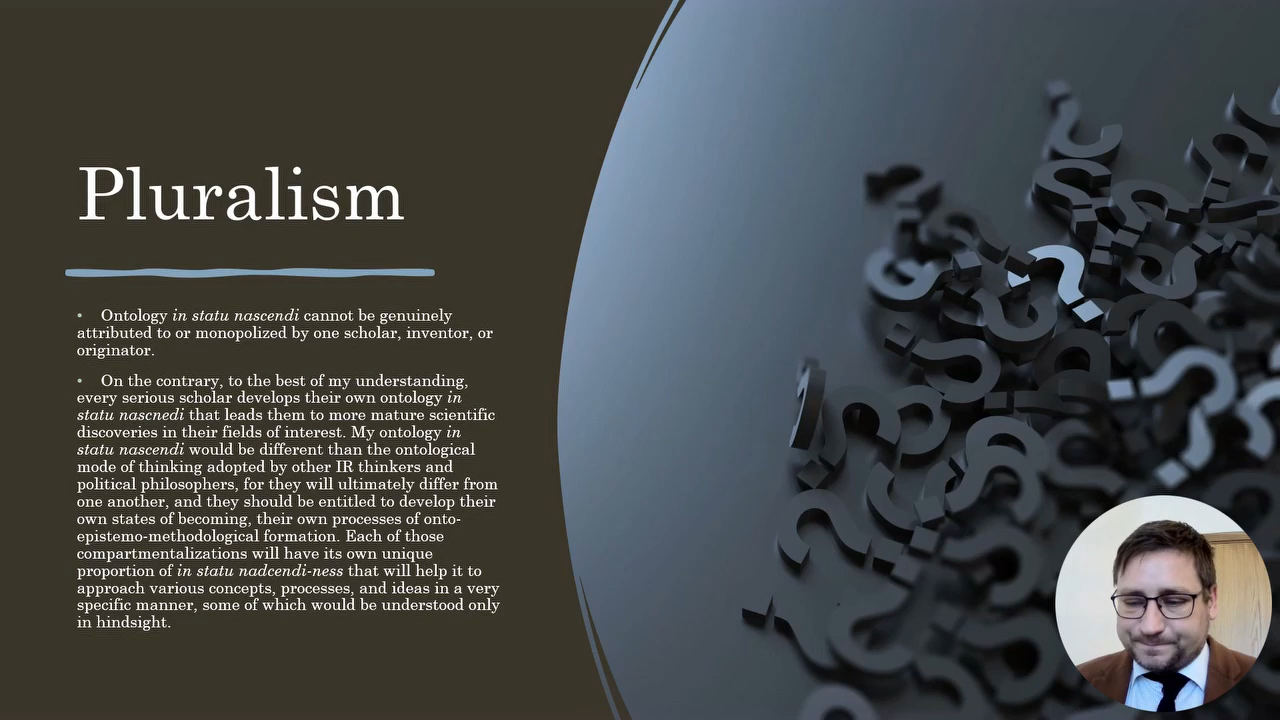 Pluralism
• Ontology in statu nascendi cannot be genuinely
attributed to or monopolized by one scholar, inventor, or
originator.
• On the contrary, to the best of my understanding,
every serious scholar develops their own ontology in
statu nascnedi that leads them to more mature scientific
discoveries in their fields of interest. My ontology in
statu nascendi would be different than the ontological
mode of thinking adopted by other IR thinkers and
political philosophers, for they will ultimately differ from
one another, and they should be entitled to develop their
own states of becoming, their own processes of onto-
epistemo-methodological formation. Each of those
compartmentalizations will have its own unique
proportion of in statu nadcendi-ness that will help it to
approach various concepts, processes, and ideas in a very
specific manner, some of which would be understood only
in hindsight.